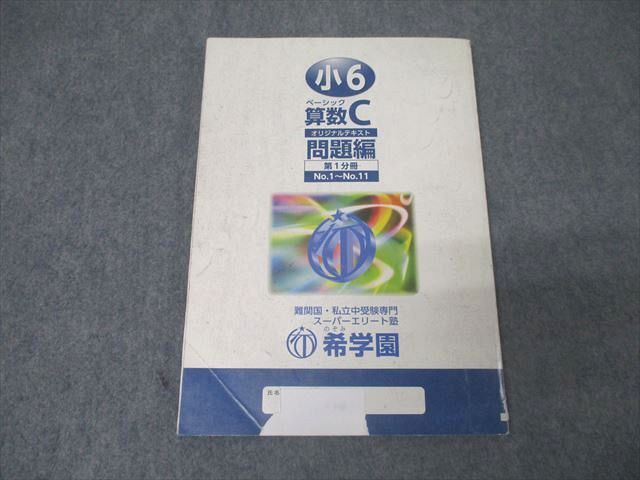 小6
ベーシック
算数C
オリジナルテキスト
問題編
第1分冊
No.1〜No.11
難関国・私立中受験専門
スーパーエリート塾
のぞみ
希学園
氏名